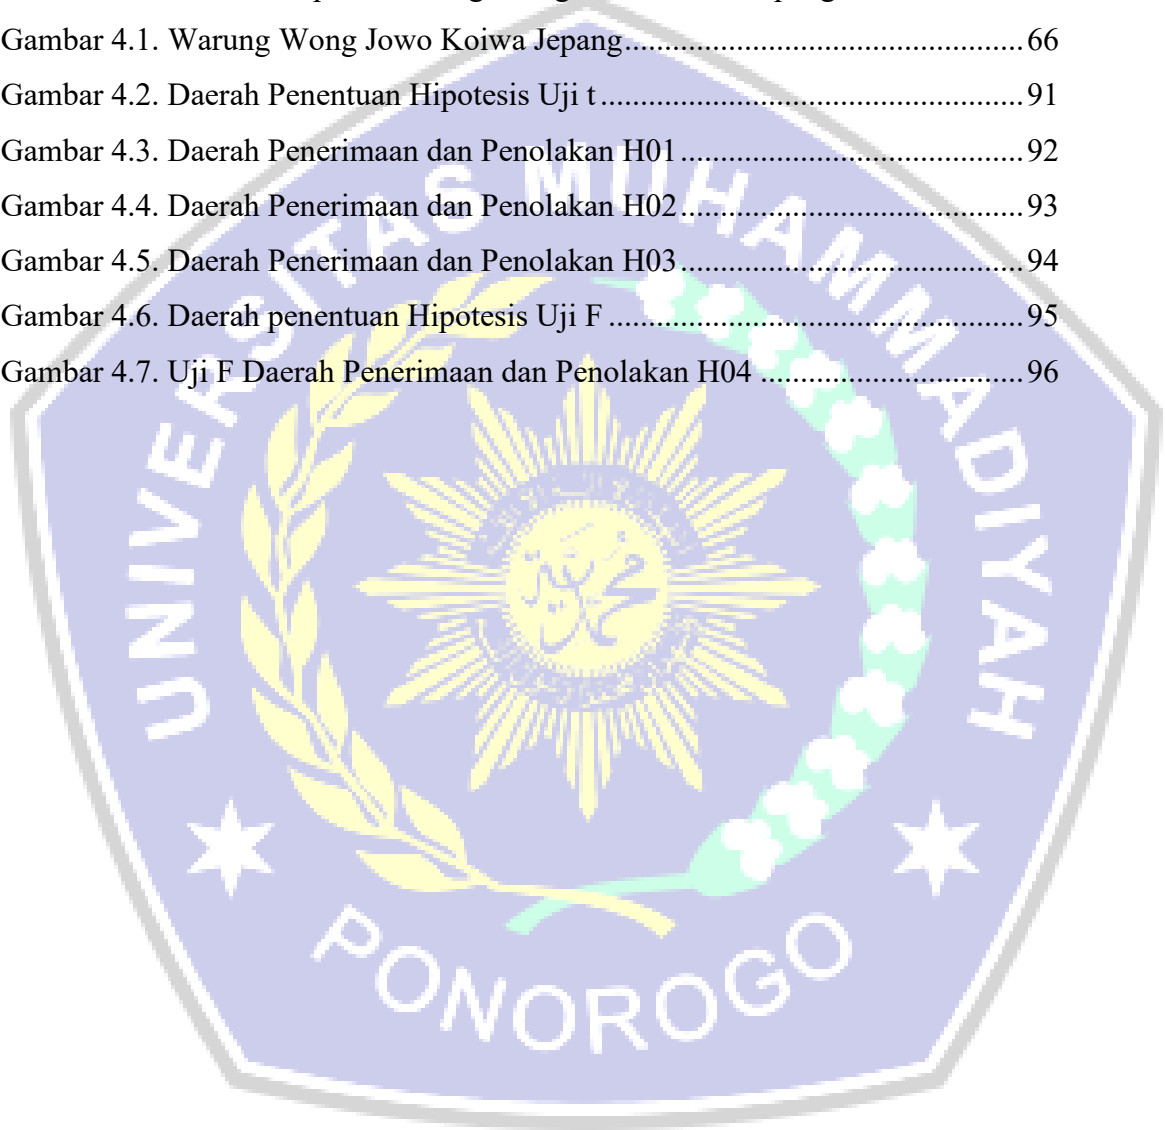 Gambar 4.1. Warung Wong Jowo Koiwa Jepang.................................................66
Gambar 4.2. Daerah Penentuan Hipotesis Uji t....................................................91
Gambar 4.3. Daerah Penerimaan dan Penolakan H01..........................................92
Gambar 4.4. Daerah Penerimaan dan Penolakan H02..........................................93
Gambar 4.5. Daerah Penerimaan dan Penolakan H03..........................................94
Gambar 4.6. Daerah penentuan Hipotesis Uji F ...................................................95
Gambar 4.7. Uji F Daerah Penerimaan dan Penolakan H04 ................................96
UNIVERSITAS MUHAMMADIYAH
PONOROGO